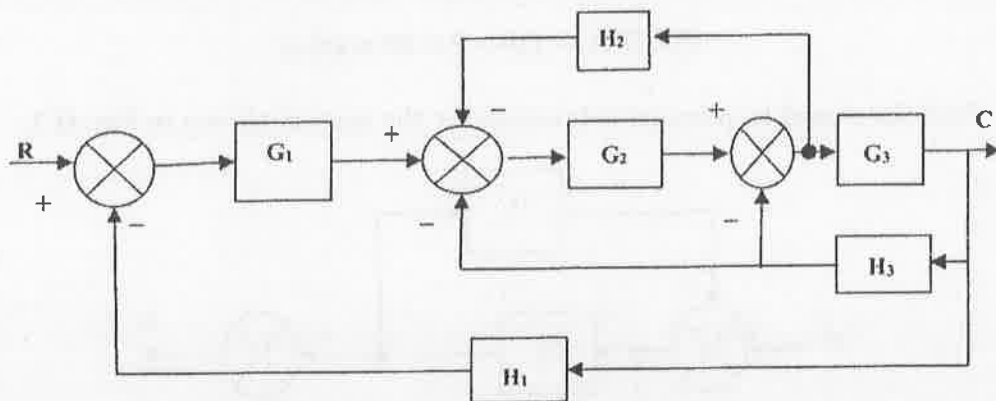 H₂
−
+
+
C
R
G₁
G₂
G₃
+
−
−
−
H₃
H₁